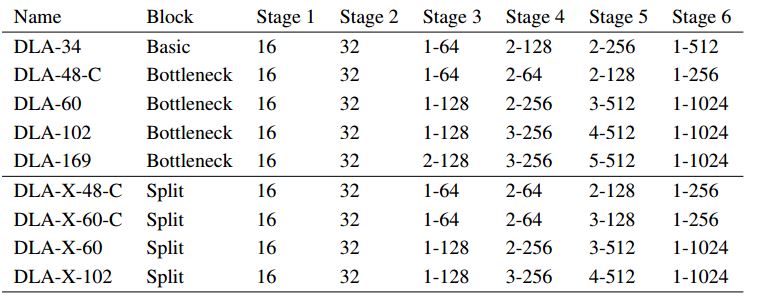 Name Block Stage 1 Stage 2 Stage 3 Stage 4 Stage 5 Stage 6
DLA-34 Basic 16 32 1-64 2-128 2-256 1-512
DLA-48-C Bottleneck 16 32 1-64 2-64 2-128 1-256
DLA-60 Bottleneck 16 32 1-128 2-256 3-512 1-1024
DLA-102 Bottleneck 16 32 1-128 3-256 4-512 1-1024
DLA-169 Bottleneck 16 32 2-128 3-256 5-512 1-1024
DLA-X-48-C Split 16 32 1-64 2-64 2-128 1-256
DLA-X-60-C Split 16 32 1-64 2-64 3-128 1-256
DLA-X-60 Split 16 32 1-128 2-256 3-512 1-1024
DLA-X-102 Split 16 32 1-128 3-256 4-512 1-1024